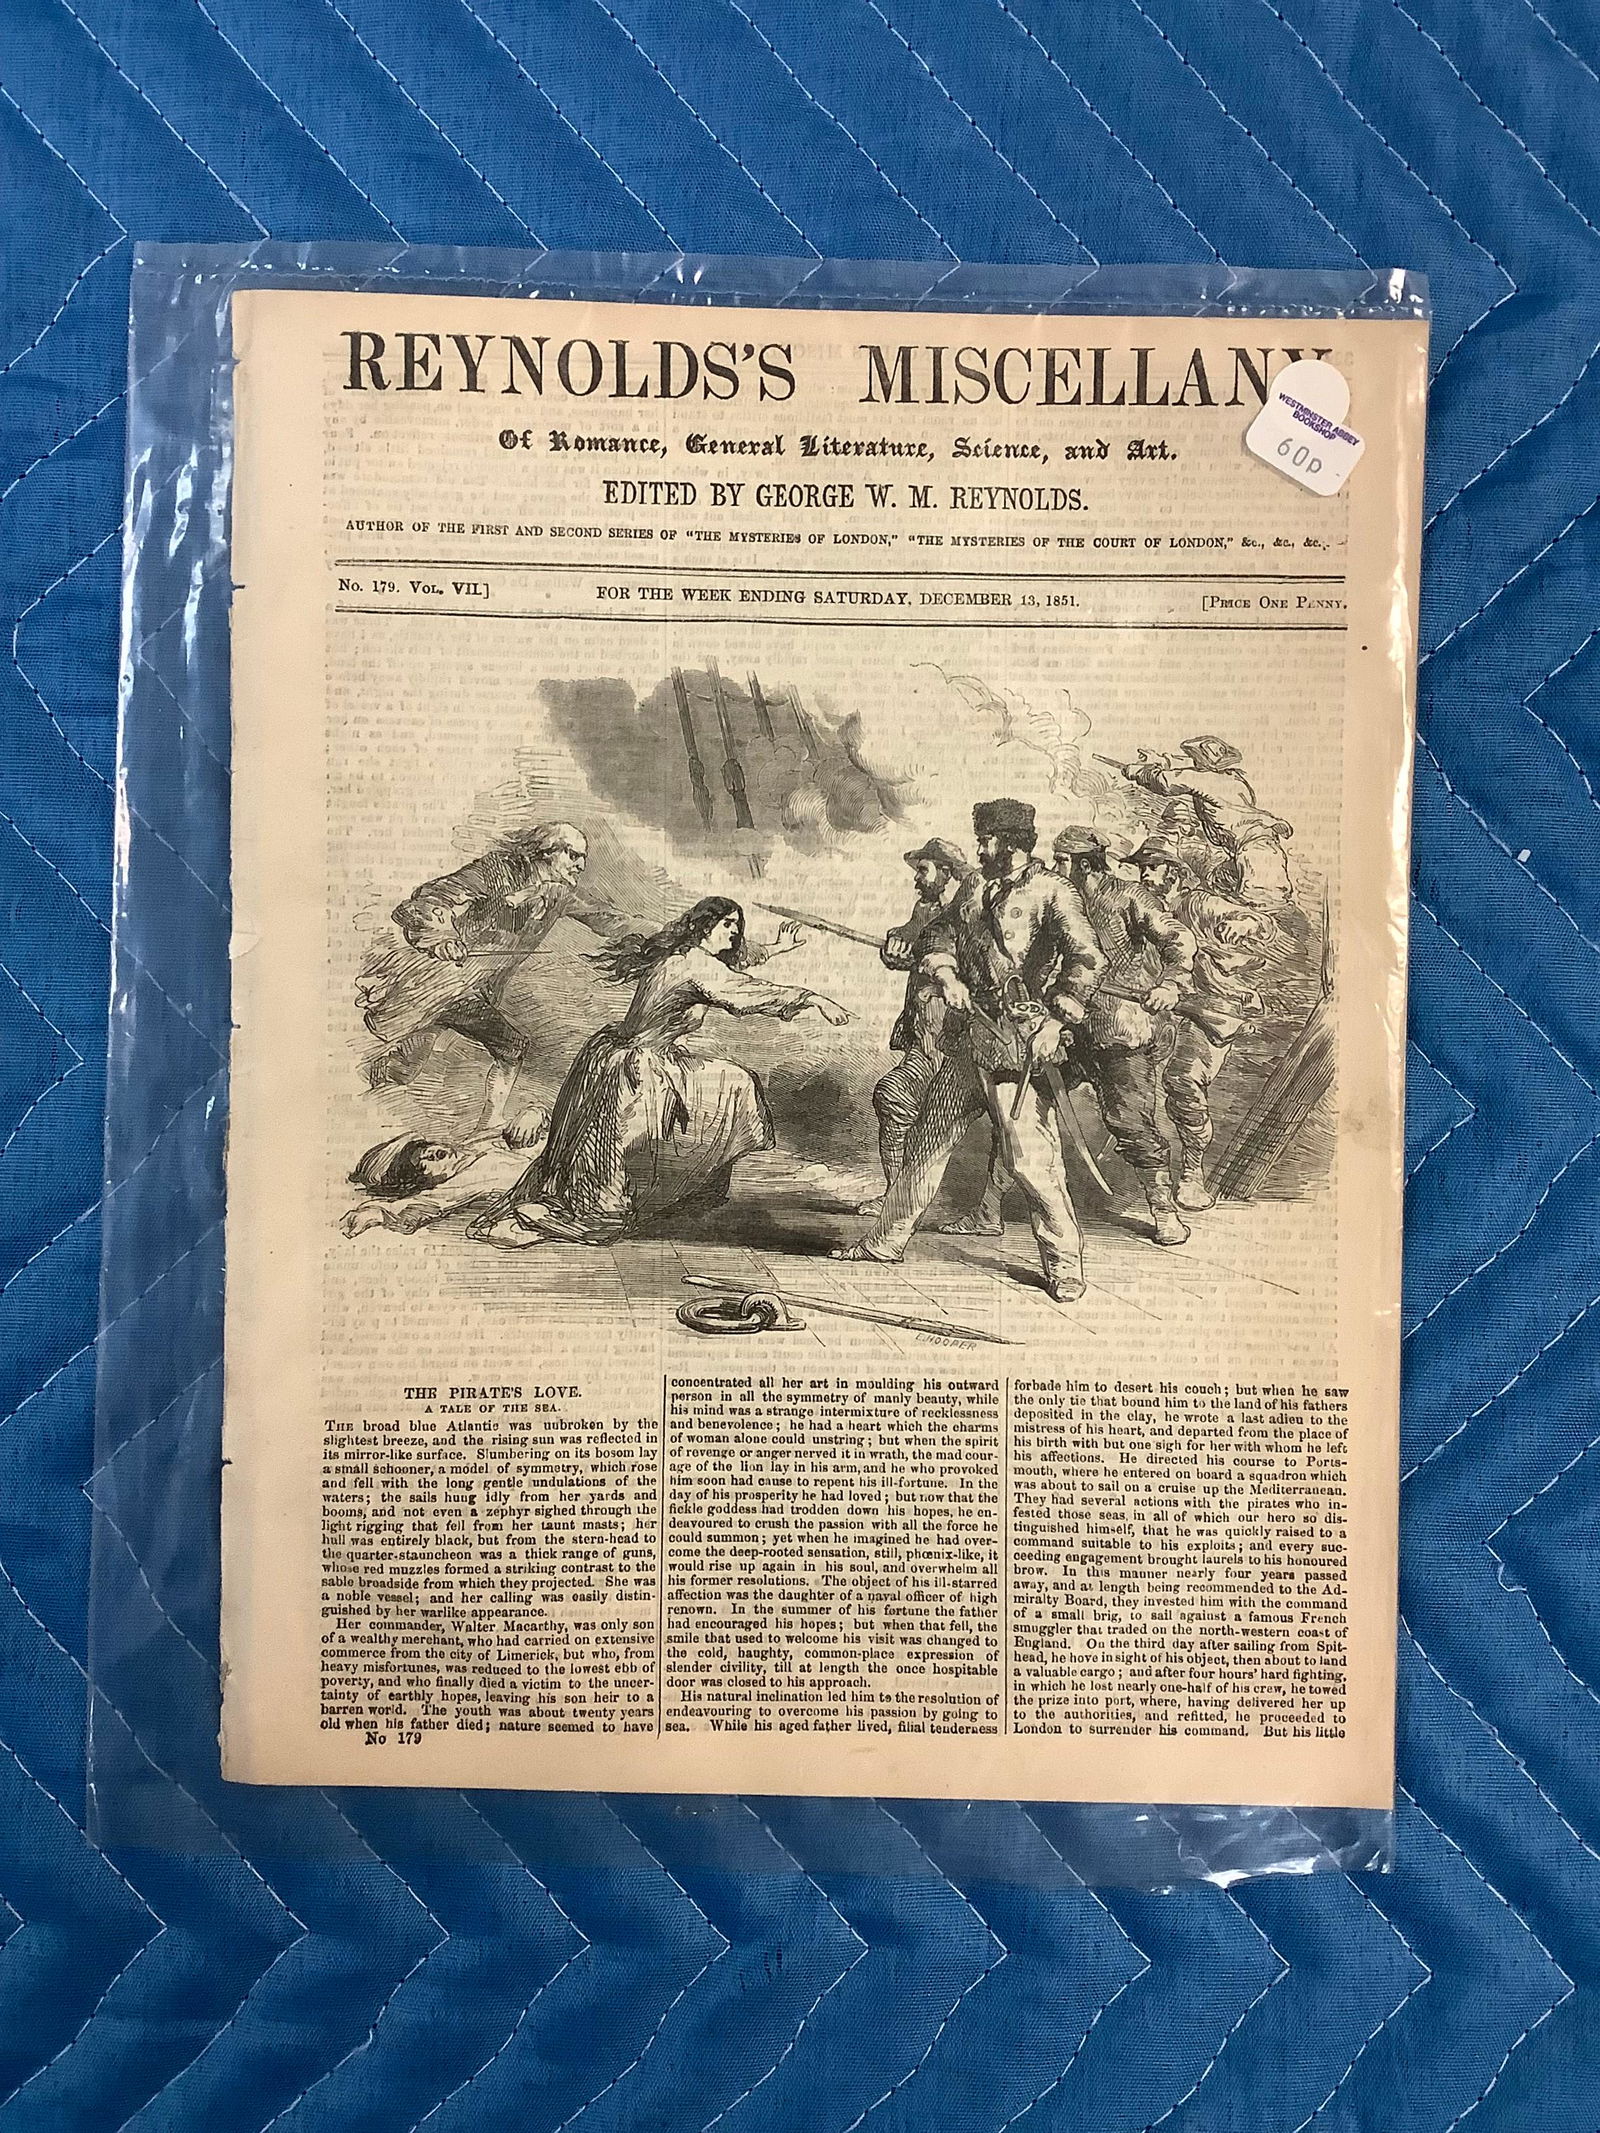 REYNOLDS'S MISCELLANY
WESTMINSTER ABBEY
BOOKSHOP
60p
Of Romance, General Literature, Science, and Art.
EDITED BY GEORGE W. M. REYNOLDS.
AUTHOR OF THE FIRST AND SECOND SERIES OF "THE MYSTERIES OF LONDON," "THE MYSTERIES OF THE COURT OF LONDON," &c., &c., &c.
No. 179. VOL. VII.]
FOR THE WEEK ENDING SATURDAY, DECEMBER 13, 1851.
[PRICE ONE PENNY.
E. HOOPER
THE PIRATE'S LOVE.
A TALE OF THE SEA.
THE broad blue Atlantic was unbroken by the
slightest breeze, and the rising sun was reflected in
its mirror-like surface. Slumbering on its bosom lay
a small schooner, a model of symmetry, which rose
and fell with the long gentle undulations of the
waters; the sails hung idly from her yards and
booms, and not even a zephyr sighed through the
light rigging that fell from her taunt masts; her
hull was entirely black, but from the stern-head to
the quarter-stauncheon was a thick range of guns,
whose red muzzles formed a striking contrast to the
sable broadside from which they projected. She was
a noble vessel; and her calling was easily distin-
guished by her warlike appearance.
Her commander, Walter Macarthy, was only son
of a wealthy merchant, who had carried on extensive
commerce from the city of Limerick, but who, from
heavy misfortunes, was reduced to the lowest ebb of
poverty, and who finally died a victim to the uncer-
tainty of earthly hopes, leaving his son heir to a
barren world. The youth was about twenty years
old when his father died; nature seemed to have
No 179
concentrated all her art in moulding his outward
person in all the symmetry of manly beauty, while
his mind was a strange intermixture of recklessness
and benevolence; he had a heart which the charms
of woman alone could unstring; but when the spirit
of revenge or anger nerved it in wrath, the mad cour-
age of the lion lay in his arm, and he who provoked
him soon had cause to repent his ill-fortune. In the
day of his prosperity he had loved; but now that the
fickle goddess had trodden down his hopes, he en-
deavoured to crush the passion with all the force he
could summon; yet when he imagined he had over-
come the deep-rooted sensation, still, phœnix-like, it
would rise up again in his soul, and overwhelm all
his former resolutions. The object of his ill-starred
affection was the daughter of a naval officer of high
renown. In the summer of his fortune the father
had encouraged his hopes; but when that fell, the
smile that used to welcome his visit was changed to
the cold, haughty, common-place expression of
slender civility, till at length the once hospitable
door was closed to his approach.
His natural inclination led him to the resolution of
endeavouring to overcome his passion by going to
sea. While his aged father lived, filial tenderness
forbade him to desert his couch; but when he saw
the only tie that bound him to the land of his fathers
deposited in the clay, he wrote a last adieu to the
mistress of his heart, and departed from the place of
his birth with but one sigh for her with whom he left
his affections. He directed his course to Ports-
mouth, where he entered on board a squadron which
was about to sail on a cruise up the Mediterranean.
They had several actions with the pirates who in-
fested those seas, in all of which our hero so dis-
tinguished himself, that he was quickly raised to a
command suitable to his exploits; and every suc-
ceeding engagement brought laurels to his honoured
brow. In this manner nearly four years passed
away, and at length being recommended to the Ad-
miralty Board, they invested him with the command
of a small brig, to sail against a famous French
smuggler that traded on the north-western coast of
England. On the third day after sailing from Spit-
head, he hove in sight of his object, then about to land
a valuable cargo; and after four hours' hard fighting,
in which he lost nearly one-half of his crew, he towed
the prize into port, where, having delivered her up
to the authorities, and refitted, he proceeded to
London to surrender his command. But his little